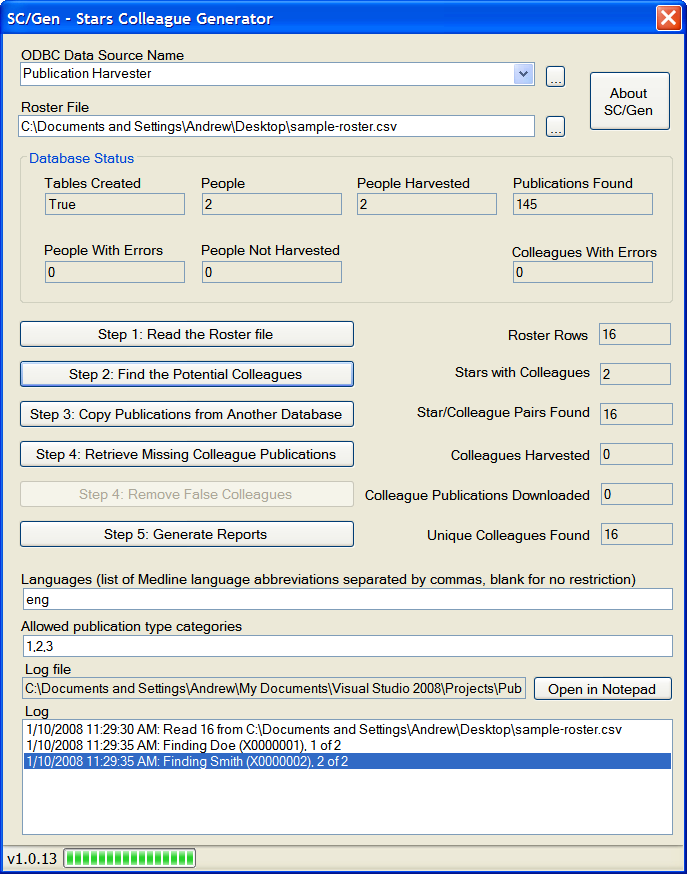 SC/Gen - Stars Colleague Generator
ODBC Data Source Name
Publication Harvester
...
About
SC/Gen
Roster File
C:\Documents and Settings\Andrew\Desktop\sample-roster.csv
...
Database Status
Tables Created People People Harvested Publications Found
True 2 2 145
People With Errors People Not Harvested Colleagues With Errors
0 0 0
Step 1: Read the Roster file Roster Rows 16
Step 2: Find the Potential Colleagues Stars with Colleagues 2
Step 3: Copy Publications from Another Database Star/Colleague Pairs Found 16
Step 4: Retrieve Missing Colleague Publications Colleagues Harvested 0
Step 4: Remove False Colleagues Colleague Publications Downloaded 0
Step 5: Generate Reports Unique Colleagues Found 16
Languages (list of Medline language abbreviations separated by commas, blank for no restriction)
eng
Allowed publication type categories
1,2,3
Log file
C:\Documents and Settings\Andrew\My Documents\Visual Studio 2008\Projects\Pub Open in Notepad
Log
1/10/2008 11:29:30 AM: Read 16 from C:\Documents and Settings\Andrew\Desktop\sample-roster.csv
1/10/2008 11:29:35 AM: Finding Doe (X0000001), 1 of 2
1/10/2008 11:29:35 AM: Finding Smith (X0000002), 2 of 2
v1.0.13